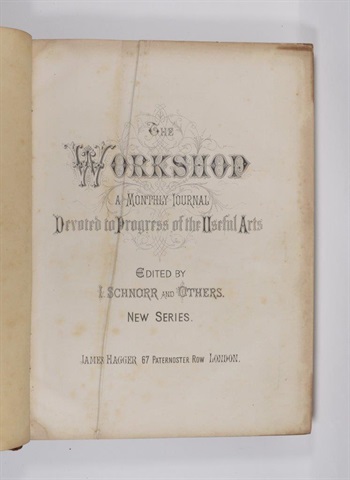 The
Workshop
A Monthly Journal
Devoted to Progress of the Useful Arts
Edited by
I. Schnorr and Others.
New Series.
James Hagger 67 Paternoster Row London.